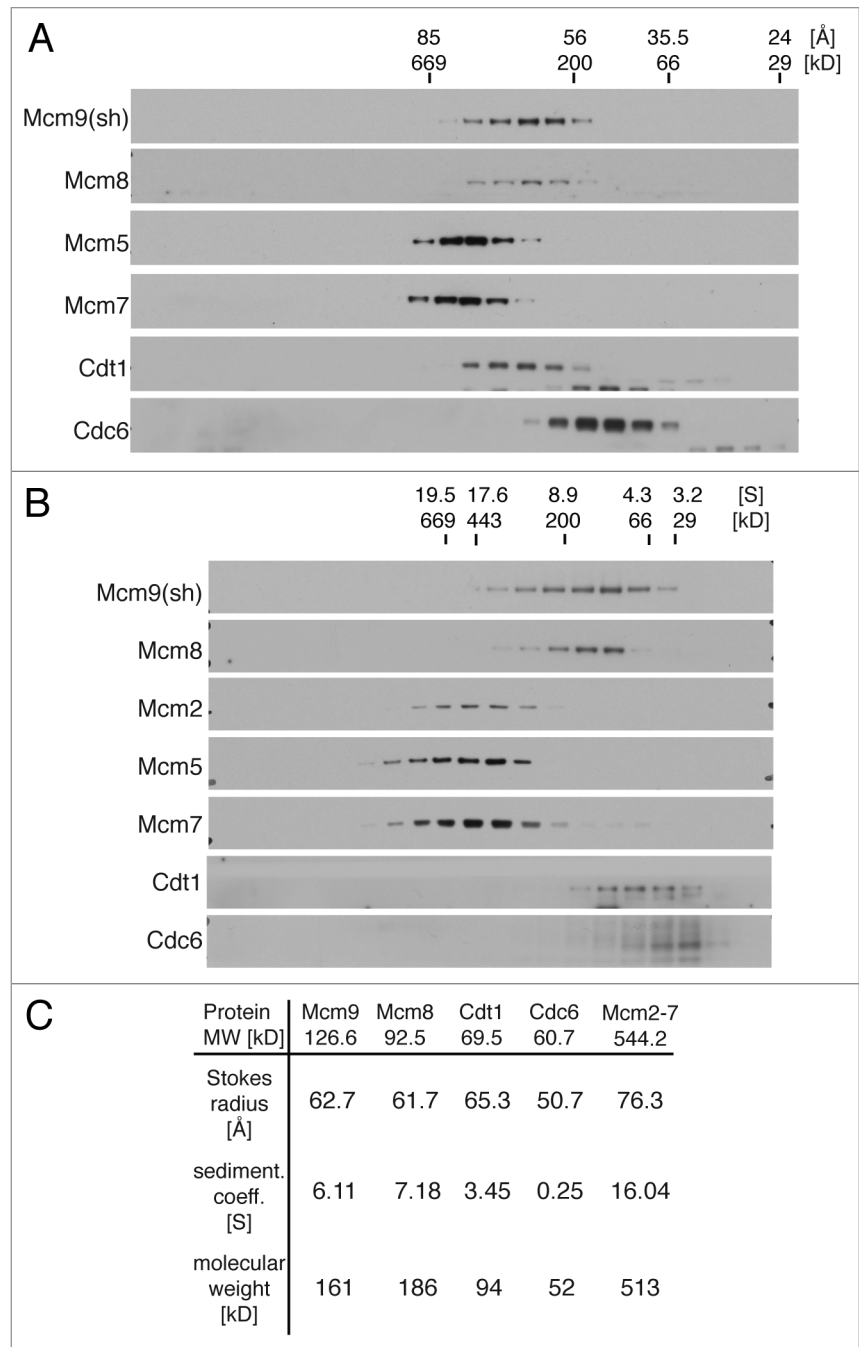 A
85 56 35.5 24 [Å]
669 200 66 29 [kD]
Mcm9(sh)
Mcm8
Mcm5
Mcm7
Cdt1
Cdc6
B
19.5 17.6 8.9 4.3 3.2 [S]
669 443 200 66 29 [kD]
Mcm9(sh)
Mcm8
Mcm2
Mcm5
Mcm7
Cdt1
Cdc6
C
Protein Mcm9 Mcm8 Cdt1 Cdc6 Mcm2-7
MW [kD] 126.6 92.5 69.5 60.7 544.2
Stokes
radius 62.7 61.7 65.3 50.7 76.3
[Å]
sediment.
coeff. 6.11 7.18 3.45 0.25 16.04
[S]
molecular
weight 161 186 94 52 513
[kD]